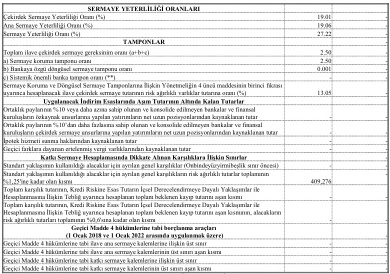 SERMAYE YETERLİLİĞİ ORANLARI
Çekirdek Sermaye Yeterliliği Oranı (%) 19.01 -
Ana Sermaye Yeterliliği Oranı (%) 19.06 -
Sermaye Yeterliliği Oranı (%) 27.22 -
TAMPONLAR
Toplam ilave çekirdek sermaye gereksinim oranı (a+b+c) 2.50
a) Sermaye koruma tamponu oranı 2.50
b) Bankaya özgü döngüsel sermaye tamponu oranı 0.001 -
c) Sistemik önemli banka tampon oranı (**) -
Sermaye Koruma ve Döngüsel Sermaye Tamponlarına İlişkin Yönetmeliğin 4 üncü maddesinin birinci fıkrası
uyarınca hesaplanacak ilave çekirdek sermaye tutarının risk ağırlıklı varlıklar tutarına oranı (%) 13.05 -
Uygulanacak İndirim Esaslarında Aşım Tutarının Altında Kalan Tutarlar
Ortaklık paylarının %10 veya daha azına sahip olunan ve konsolide edilmeyen bankalar ve finansal
kuruluşların özkaynak unsurlarına yapılan yatırımların net uzun pozisyonlarından kaynaklanan tutar - -
Ortaklık paylarının %10'dan daha fazlasına sahip olunan ve konsolide edilmeyen bankalar ve finansal
kuruluşların çekirdek sermaye unsurlarına yapılan yatırımların net uzun pozisyonlarından kaynaklanan tutar - -
İpotek hizmeti sunma haklarından kaynaklanan tutar - -
Geçici farklara dayanan ertelenmiş vergi varlıklarından kaynaklanan tutar - -
Katkı Sermaye Hesaplamasında Dikkate Alınan Karşılıklara İlişkin Sınırlar
Standart yaklaşımın kullanıldığı alacaklar için ayrılan genel karşılıklar (Onbindeyüzyirmibeşlik sınır öncesi) -
Standart yaklaşımın kullanıldığı alacaklar için ayrılan genel karşılıkların risk ağırlıklı tutarlar toplamının
%1,25'ine kadar olan kısmı 409,276 -
Toplam karşılık tutarının, Kredi Riskine Esas Tutarın İçsel Derecelendirmeye Dayalı Yaklaşımlar ile
Hesaplanmasına İlişkin Tebliğ uyarınca hesaplanan toplam beklenen kayıp tutarını aşan kısmı - -
Toplam karşılık tutarının, Kredi Riskine Esas Tutarın İçsel Derecelendirmeye Dayalı Yaklaşımlar ile
Hesaplanmasına İlişkin Tebliğ uyarınca hesaplanan toplam beklenen kayıp tutarını aşan kısmının, alacakların
risk ağırlıklı tutarları toplamının %0,6'sına kadar olan kısmı - -
Geçici Madde 4 hükümlerine tabi borçlanma araçları
(1 Ocak 2018 ve 1 Ocak 2022 arasında uygulanmak üzere)
Geçici Madde 4 hükümlerine tabi ilave ana sermaye kalemlerine ilişkin üst sınır - -
Geçici Madde 4 hükümlerine tabi ilave ana sermaye kalemlerinin üst sınırı aşan kısmı - -
Geçici Madde 4 hükümlerine tabi katkı sermaye kalemlerine ilişkin üst sınır - -
Geçici Madde 4 hükümlerine tabi katkı sermaye kalemlerinin üst sınırı aşan kısmı - -